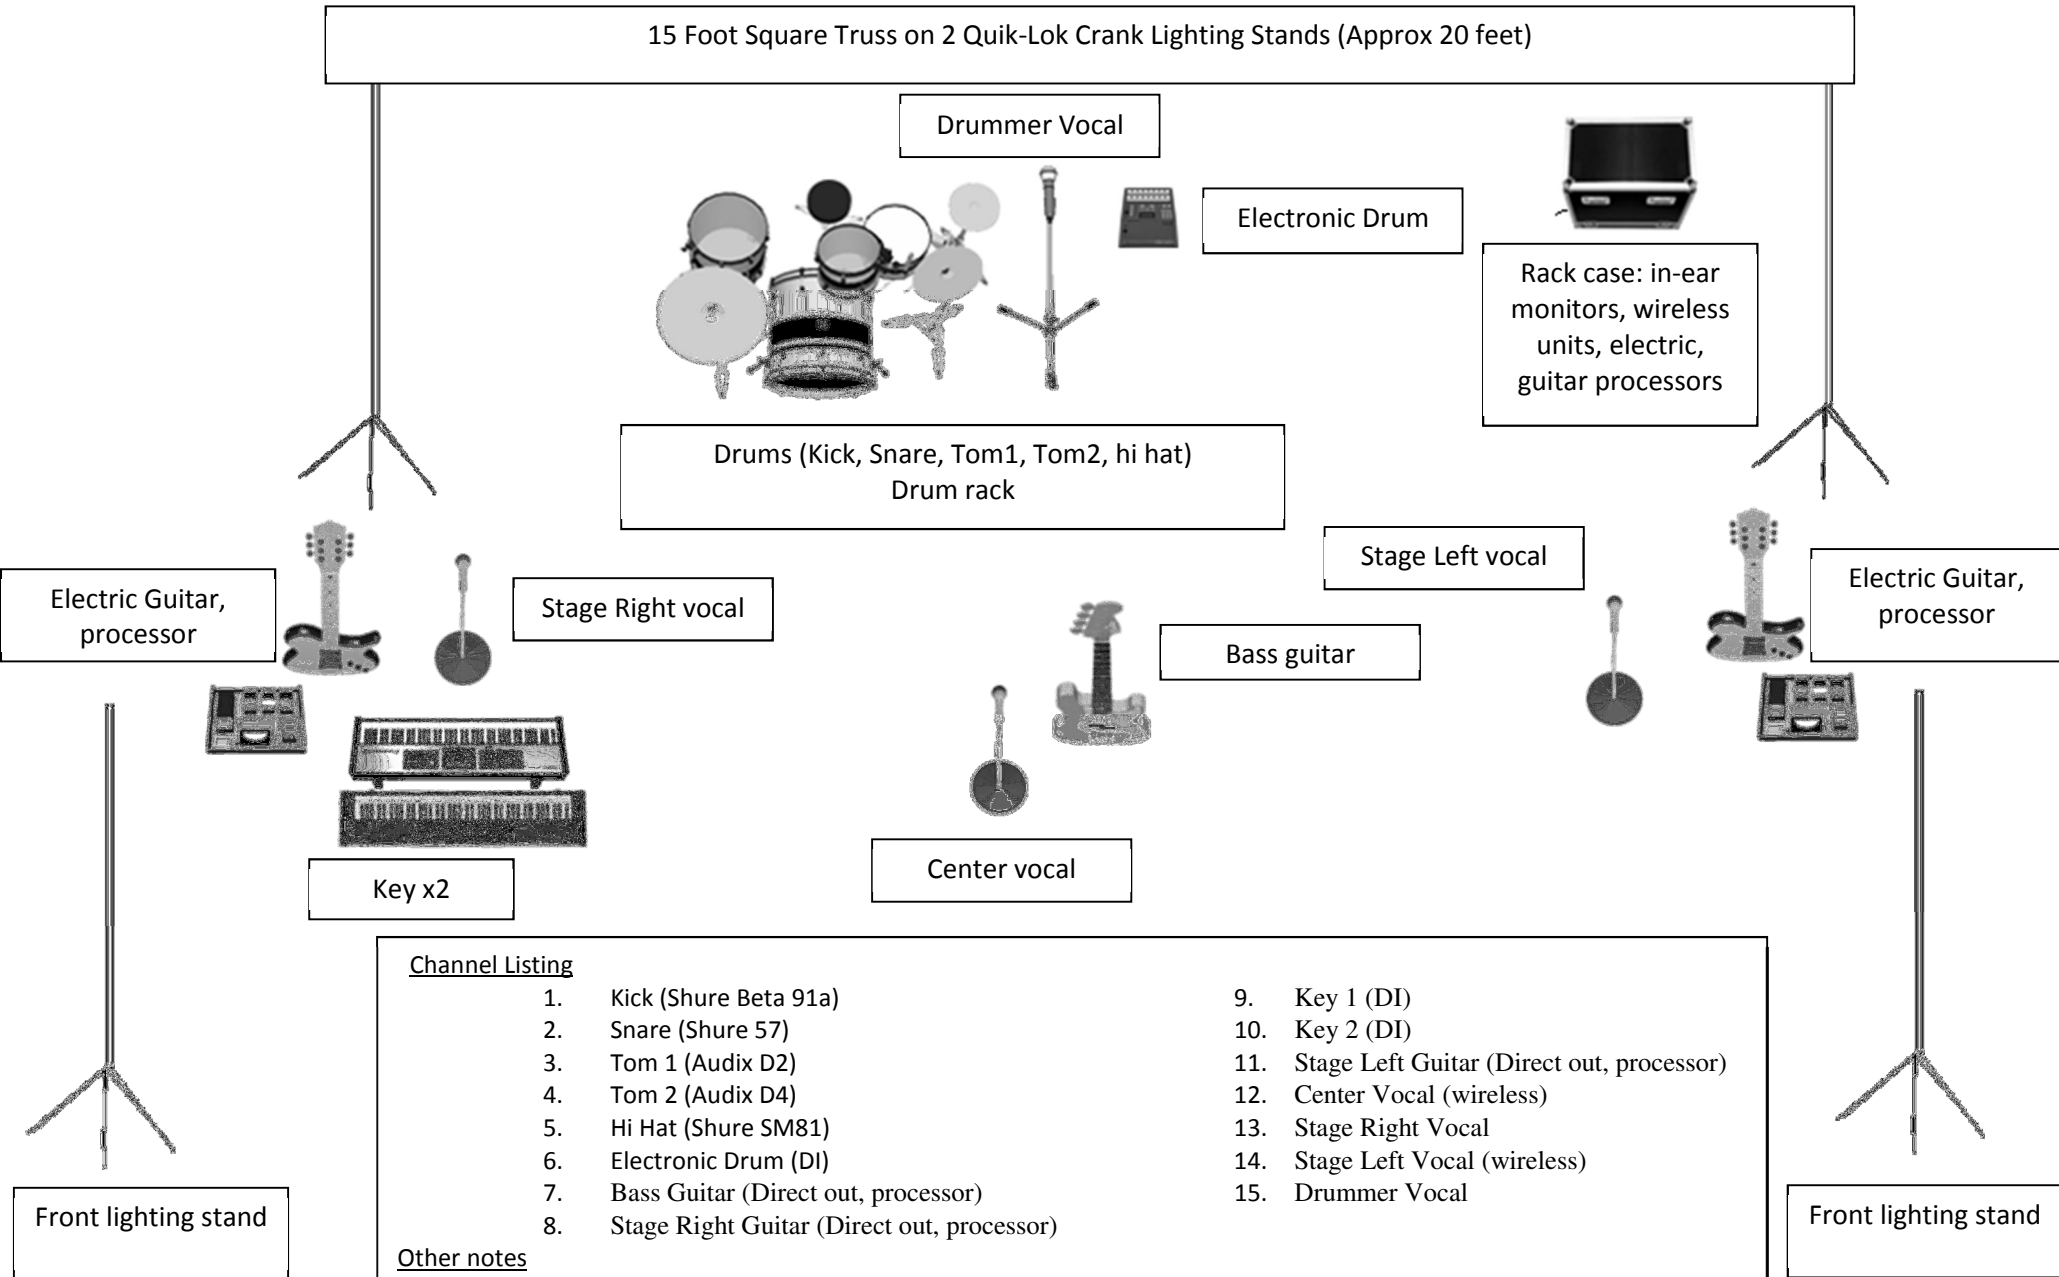 15 Foot Square Truss on 2 Quik-Lok Crank Lighting Stands (Approx 20 feet)
Drummer Vocal
Electronic Drum
Rack case: in-ear
monitors, wireless
units, electric,
guitar processors
Drums (Kick, Snare, Tom1, Tom2, hi hat)
Drum rack
Electric Guitar,
processor
Stage Right vocal
Bass guitar
Stage Left vocal
Electric Guitar,
processor
Key x2
Center vocal
Front lighting stand
Channel Listing
1. Kick (Shure Beta 91a)
2. Snare (Shure 57)
3. Tom 1 (Audix D2)
4. Tom 2 (Audix D4)
5. Hi Hat (Shure SM81)
6. Electronic Drum (DI)
7. Bass Guitar (Direct out, processor)
8. Stage Right Guitar (Direct out, processor)
9. Key 1 (DI)
10. Key 2 (DI)
11. Stage Left Guitar (Direct out, processor)
12. Center Vocal (wireless)
13. Stage Right Vocal
14. Stage Left Vocal (wireless)
15. Drummer Vocal
Other notes
Front lighting stand